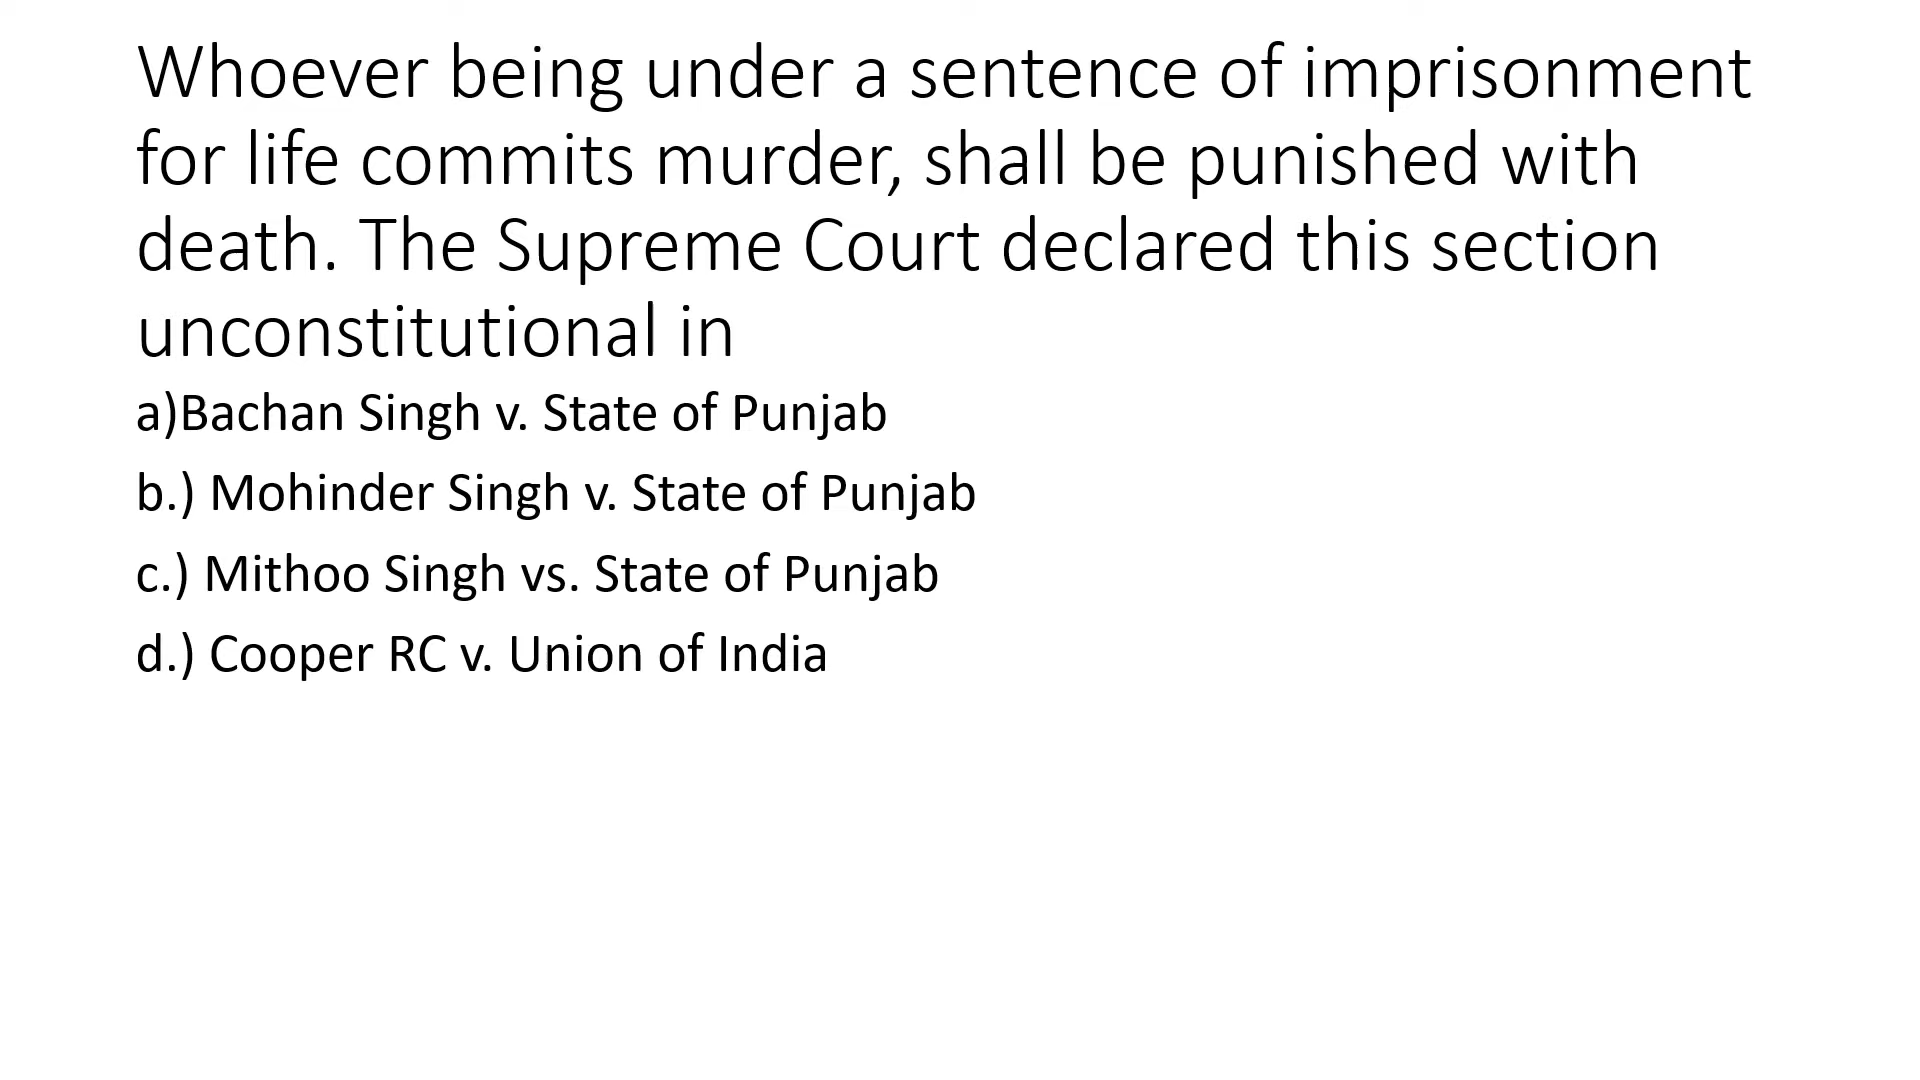 Whoever being under a sentence of imprisonment
for life commits murder, shall be punished with
death. The Supreme Court declared this section
unconstitutional in
a)Bachan Singh v. State of Punjab
b.) Mohinder Singh v. State of Punjab
c.) Mithoo Singh vs. State of Punjab
d.) Cooper RC v. Union of India